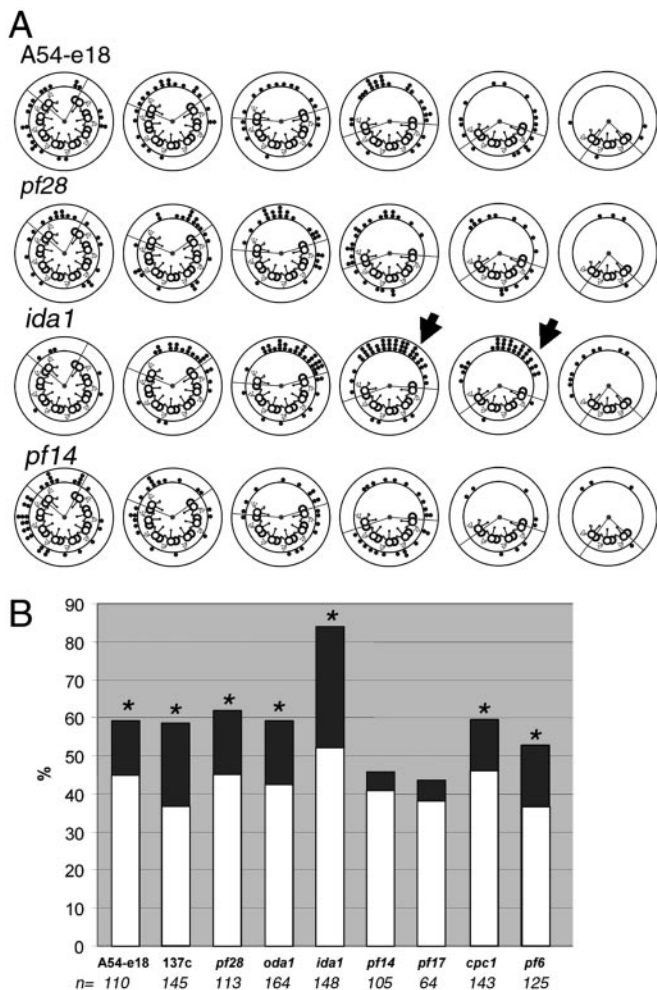 A
A54-e18
pf28
ida1
pf14
B
90
80
70
60
50
40
30
20
10
0
%
* * * * * * *
A54-e18 137c pf28 oda1 ida1 pf14 pf17 cpc1 pf6
n= 110 145 113 164 148 105 64 143 125